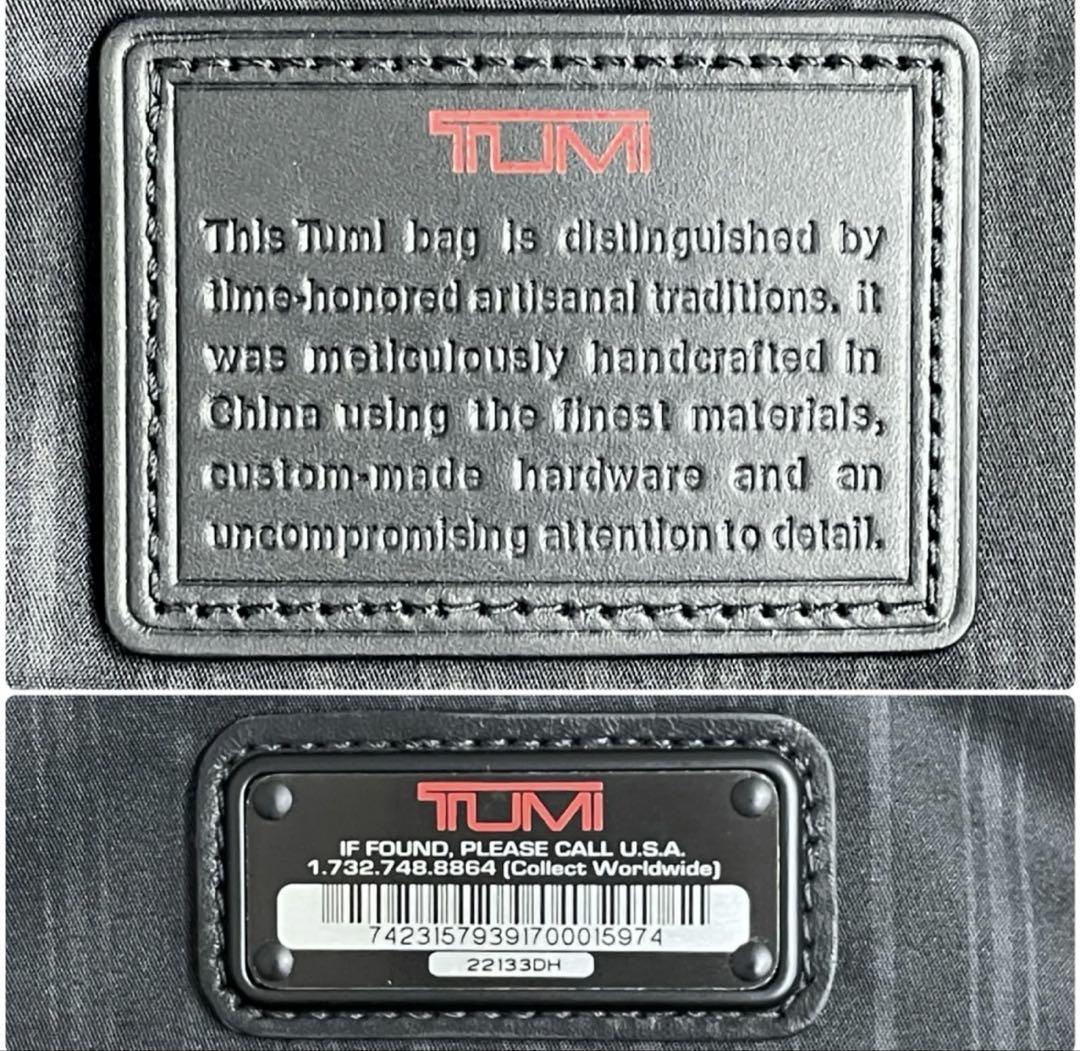 TUMI
This Tumi bag is distinguished by
time-honored artisanal traditions. it
was meticulously handcrafted in
China using the finest materials,
custom-made hardware and an
uncompromising attention to detail.
TUMI
IF FOUND, PLEASE CALL U.S.A.
1.732.748.8864 (Collect Worldwide)
74231579391700015974
22133DH